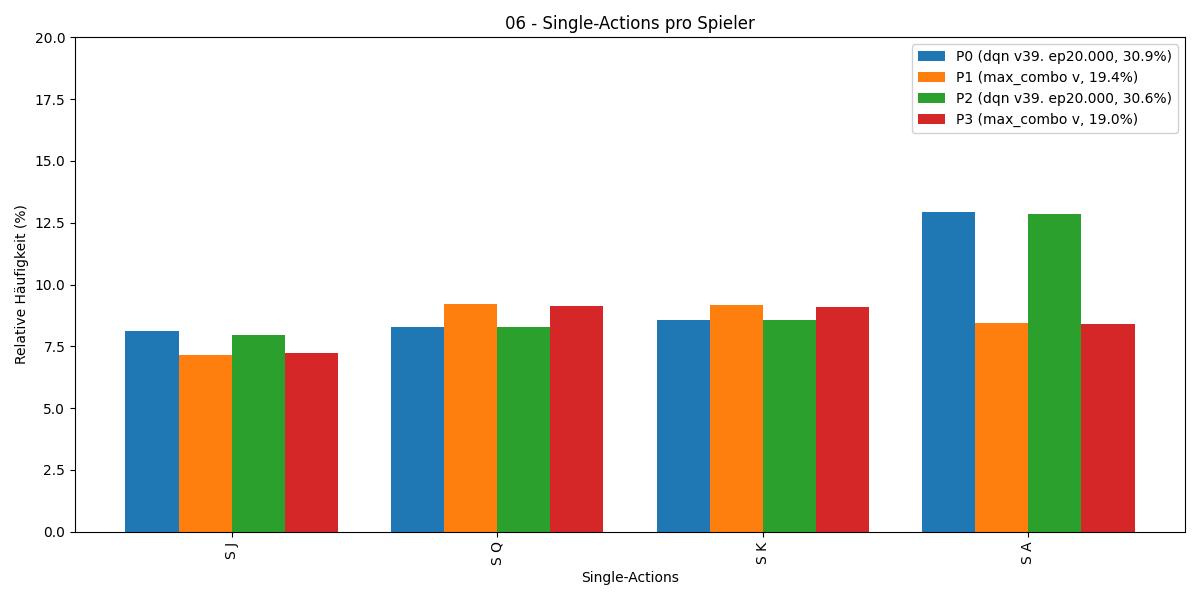 06 - Single-Actions pro Spieler
P0 (dqn v39. ep20.000, 30.9%)
P1 (max_combo v, 19.4%)
P2 (dqn v39. ep20.000, 30.6%)
P3 (max_combo v, 19.0%)
Relative Häufigkeit (%)
20.0
17.5
15.0
12.5
10.0
7.5
5.0
2.5
0.0
S J
S Q
S K
S A
Single-Actions